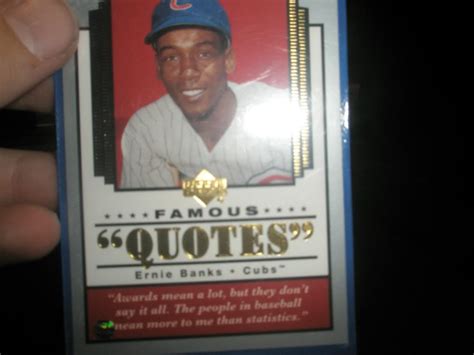 C
UPPER DECK
FAMOUS
"QUOTES"
Ernie Banks • Cubs™
"Awards mean a lot, but they don't
say it all. The people in baseball
mean more to me than statistics."